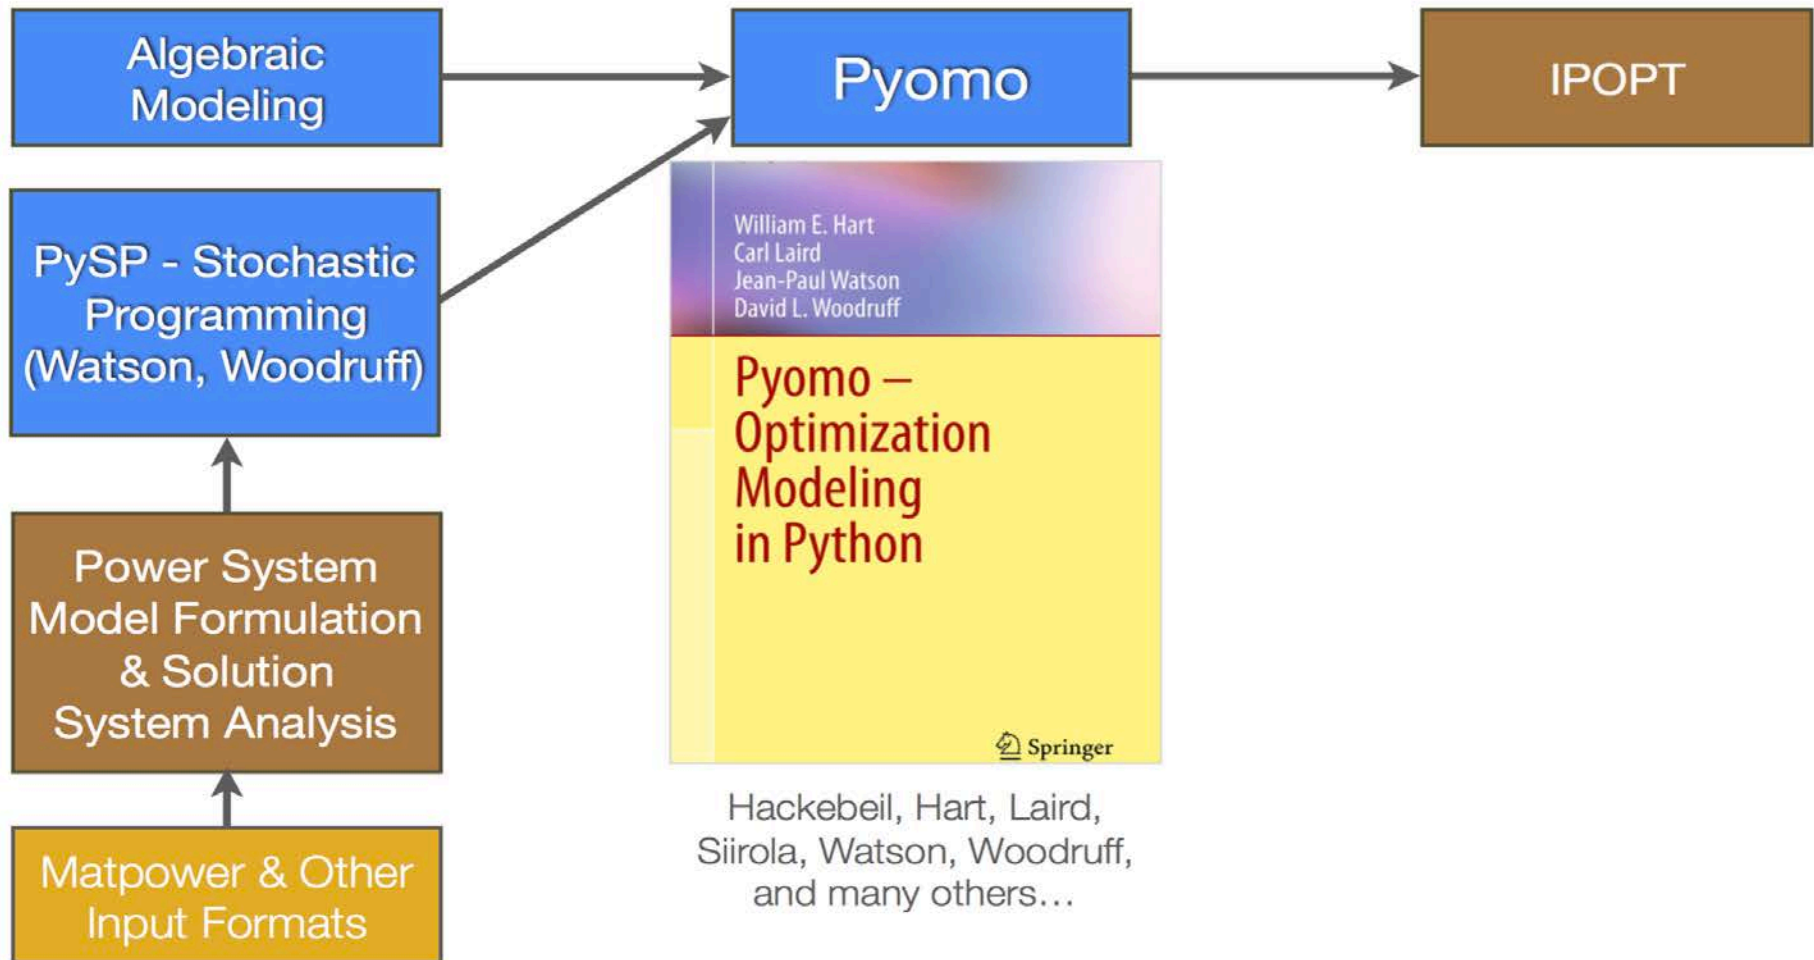 Algebraic
Modeling
Pyomo
IPOPT
PySP - Stochastic
Programming
(Watson, Woodruff)
William E. Hart
Carl Laird
Jean-Paul Watson
David L. Woodruff
Pyomo –
Optimization
Modeling
in Python
Springer
Power System
Model Formulation
& Solution
System Analysis
Matpower & Other
Input Formats
Hackebeil, Hart, Laird,
Siirola, Watson, Woodruff,
and many others...